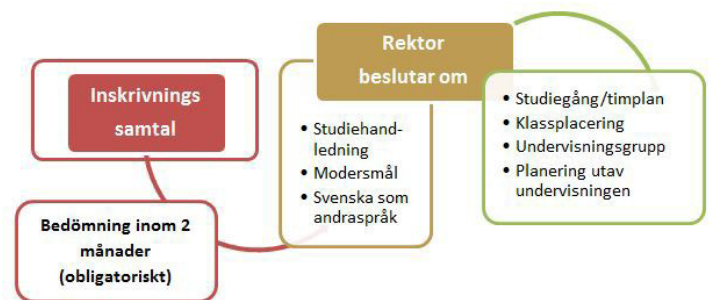 Inskrivnings
samtal
Bedömning inom 2
månader
(obligatoriskt)
Rektor
beslutar om
• Studiehand-
ledning
• Modersmål
• Svenska som
andraspråk
• Studiegång/timplan
• Klassplacering
• Undervisningsgrupp
• Planering utav
undervisningen